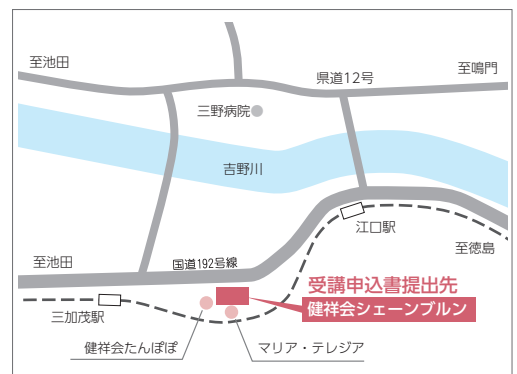 至池田
県道12号
至鳴門
三野病院
吉野川
江口駅
至徳島
至池田
国道192号線
受講申込書提出先
健祥会シェーンブルン
三加茂駅
健祥会たんぽぽ
マリア・テレジア